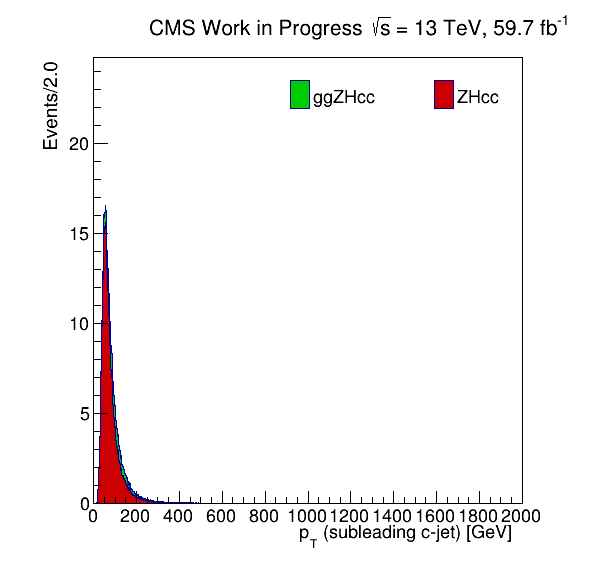 CMS Work in Progress √s = 13 TeV, 59.7 fb⁻¹
Events/2.0
ggZHcc ZHcc
20
15
10
5
0
0 200 400 600 800 1000 1200 1400 1600 1800 2000
p_T (subleading c-jet) [GeV]